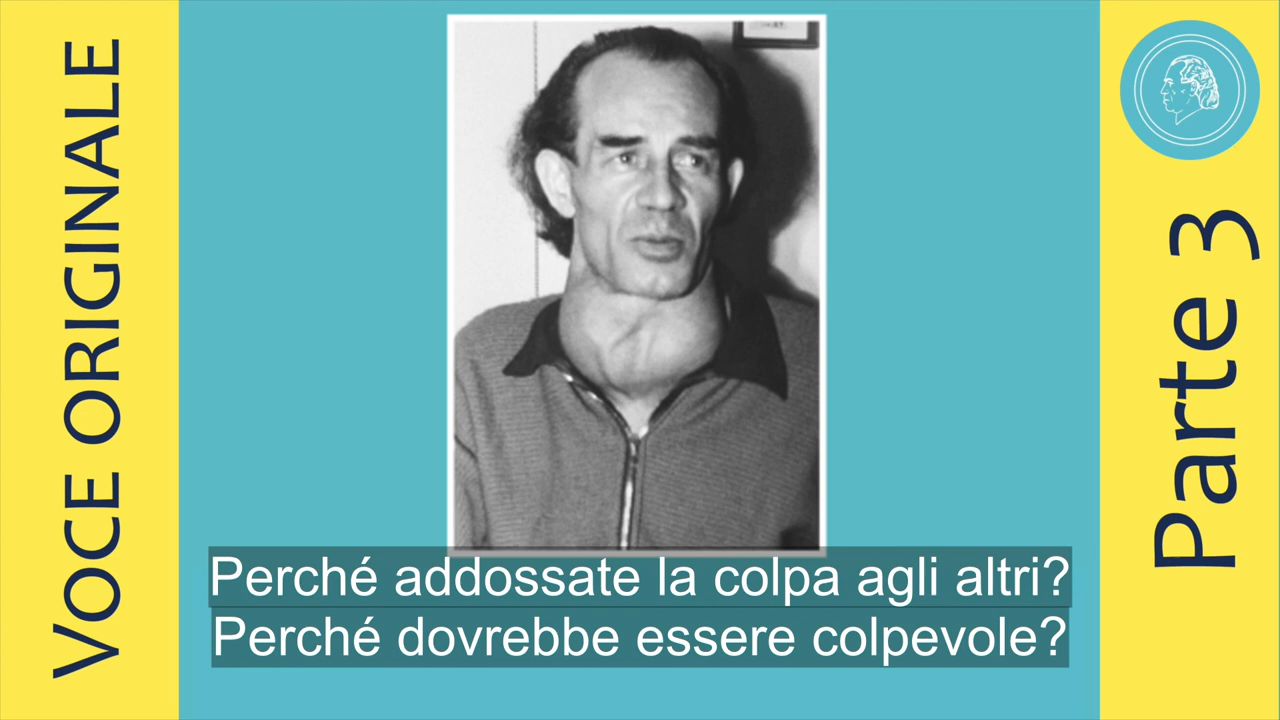 VOCE ORIGINALE
Perché addossate la colpa agli altri?
Perché dovrebbe essere colpevole?
Parte 3